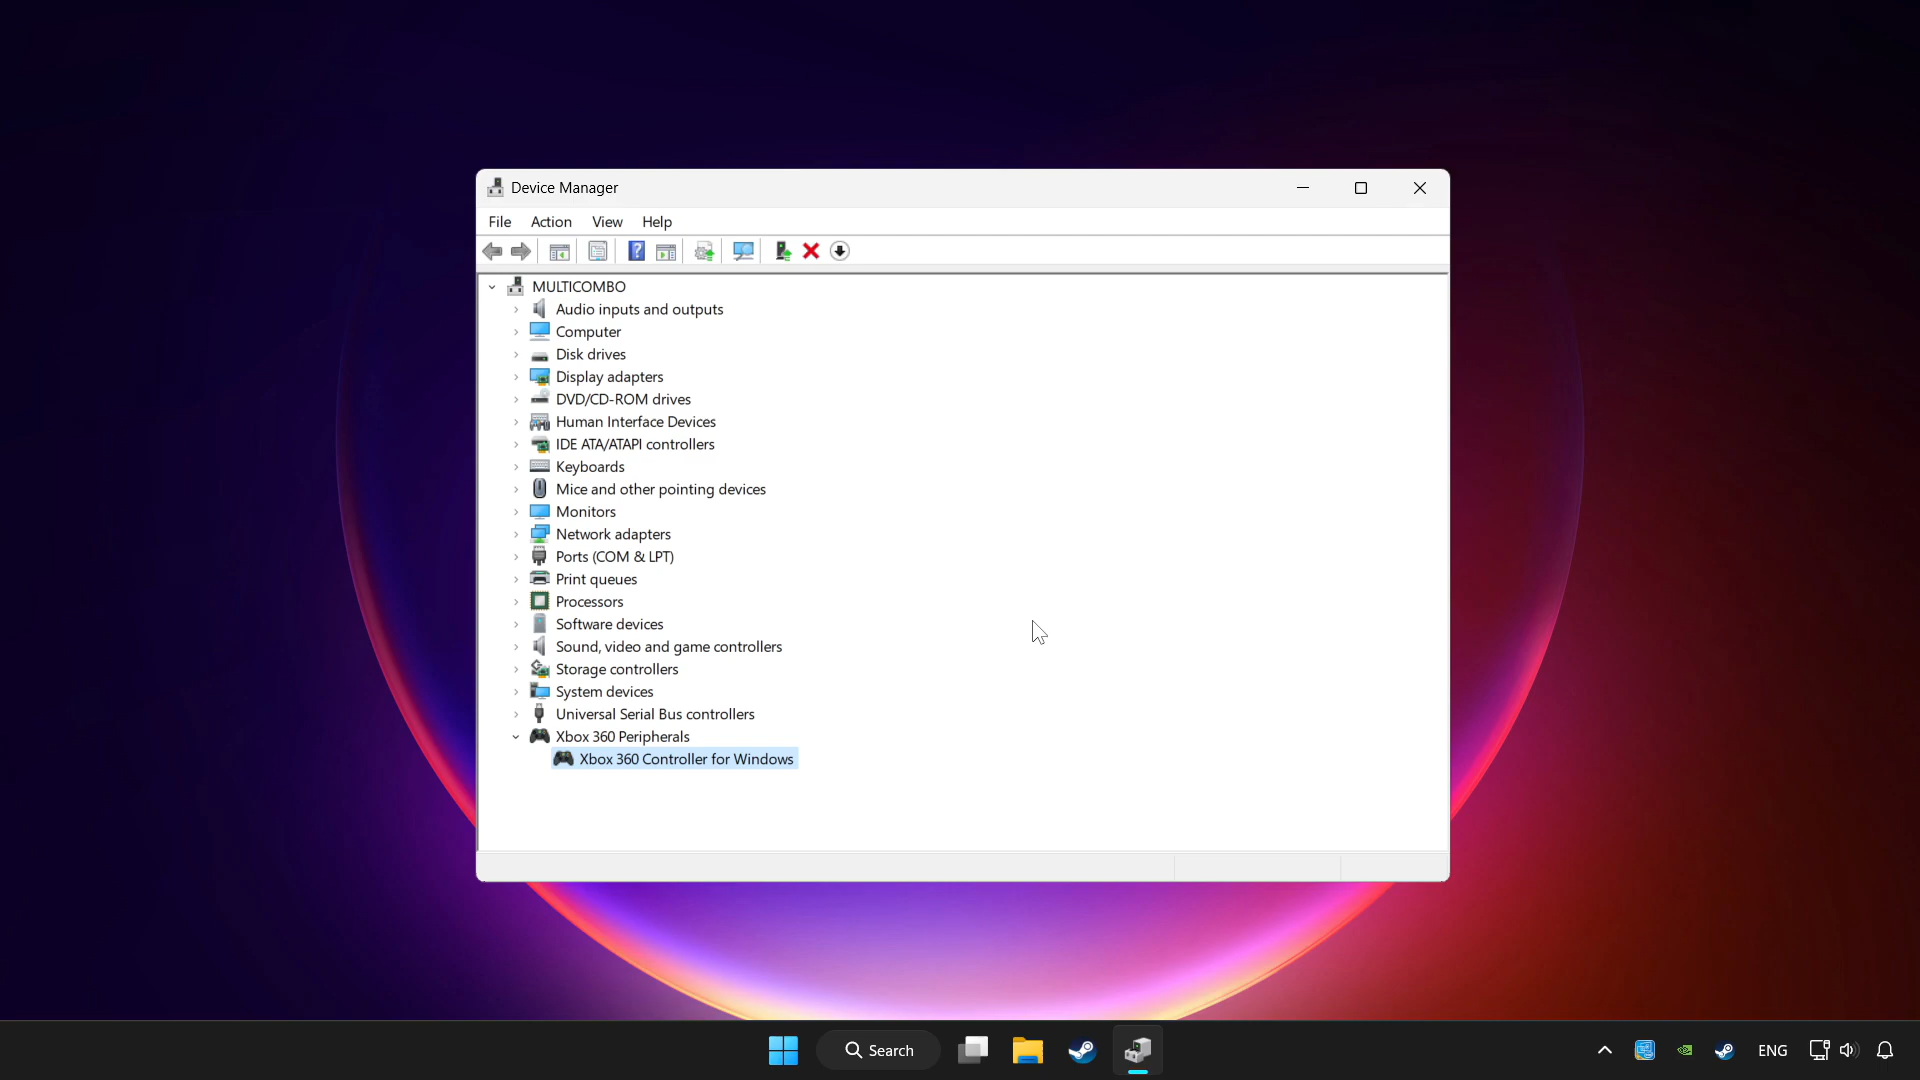 Device Manager
File Action View Help
MULTICOMBO
Audio inputs and outputs
Computer
Disk drives
Display adapters
DVD/CD-ROM drives
Human Interface Devices
IDE ATA/ATAPI controllers
Keyboards
Mice and other pointing devices
Monitors
Network adapters
Ports (COM & LPT)
Print queues
Processors
Software devices
Sound, video and game controllers
Storage controllers
System devices
Universal Serial Bus controllers
Xbox 360 Peripherals
Xbox 360 Controller for Windows
Search
ENG